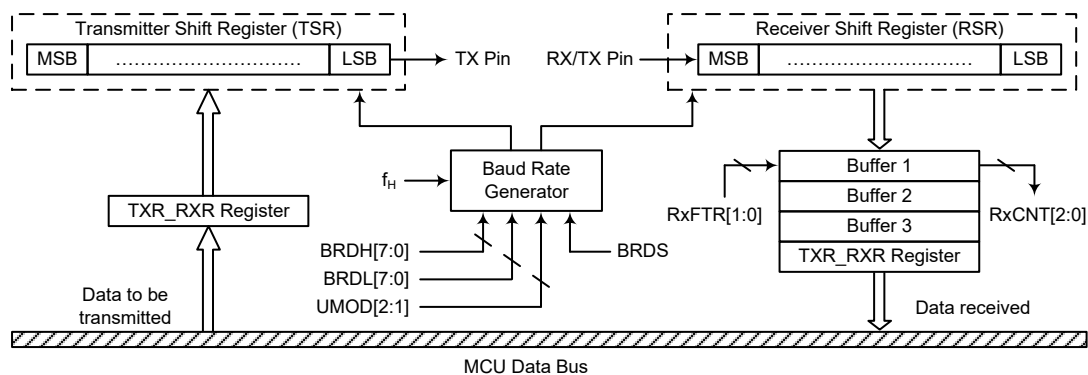 Transmitter Shift Register (TSR)
MSB ................................ LSB
TX Pin
RX/TX Pin
Receiver Shift Register (RSR)
MSB ................................ LSB
fH
Baud Rate
Generator
BRDH[7:0]
BRDL[7:0]
UMOD[2:1]
BRDS
TXR_RXR Register
Data to be
transmitted
Buffer 1
Buffer 2
Buffer 3
TXR_RXR Register
RxFTR[1:0]
RxCNT[2:0]
Data received
MCU Data Bus